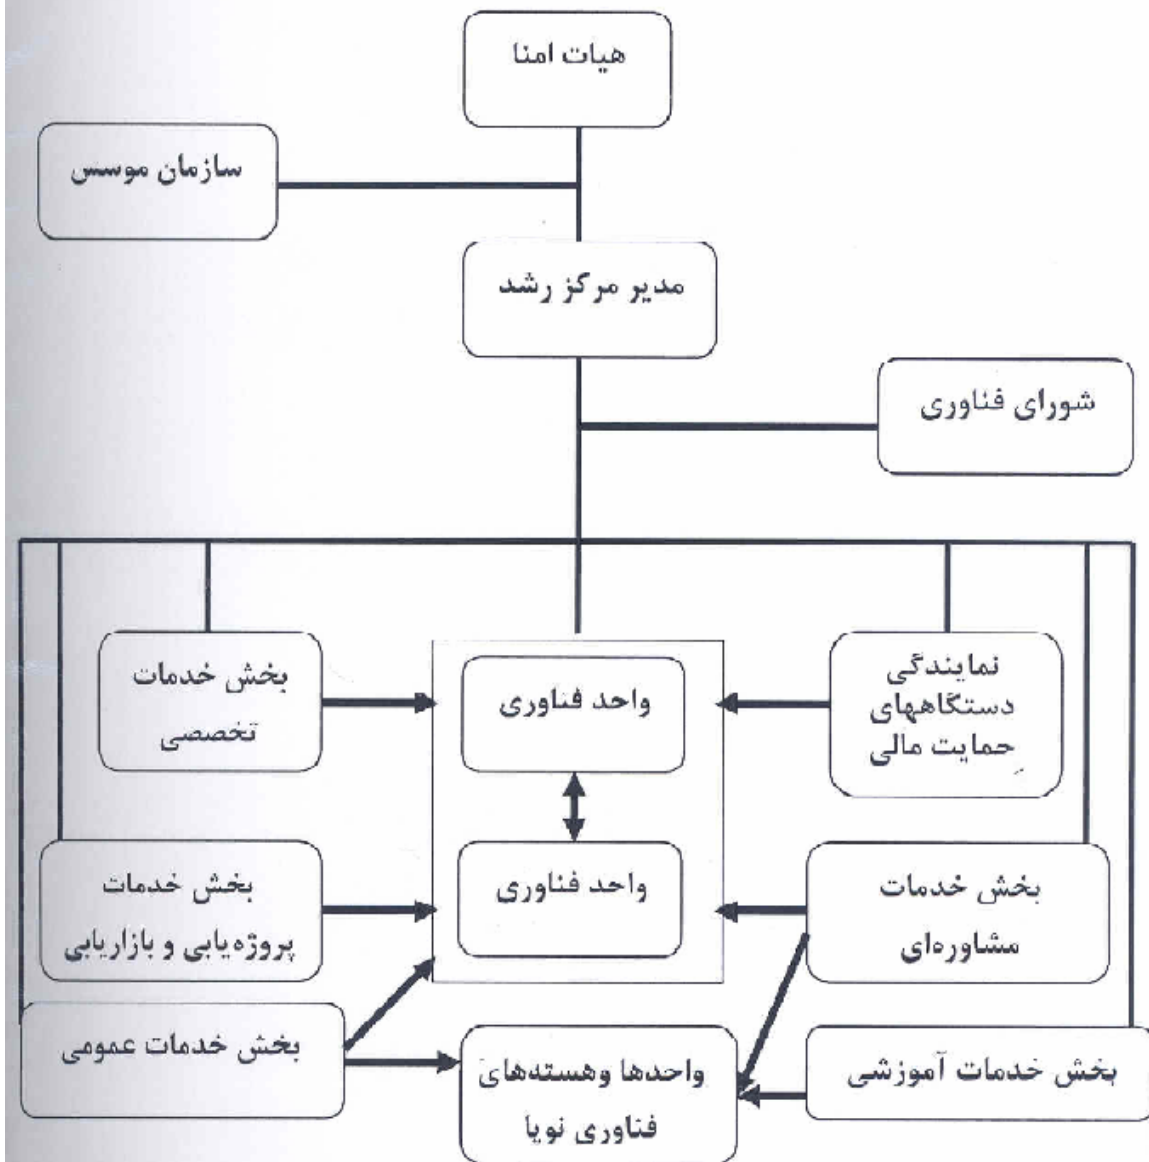 هیات امنا
سازمان موسس
مدیر مرکز رشد
شورای فناوری
نمایندگی
دستگاههای
حمایت مالی
واحد فناوری
بخش خدمات
تخصصی
بخش خدمات
مشاوره‌ای
واحد فناوری
بخش خدمات
پروژه‌یابی و بازاریابی
بخش خدمات آموزشی
واحدها وهسته‌های
فناوری نوپا
بخش خدمات عمومی